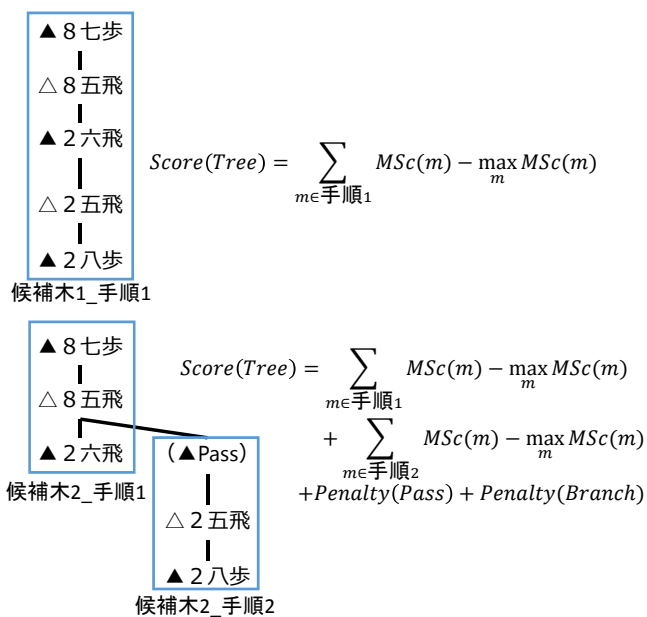 ▲８七歩
△８五飛
▲２六飛
△２五飛
▲２八歩
候補木1_手順1
Score(Tree) = ∑_{m∈手順1} MSc(m) − max_m MSc(m)
▲８七歩
△８五飛
▲２六飛
候補木2_手順1
(▲Pass)
△２五飛
▲２八歩
候補木2_手順2
Score(Tree) = ∑_{m∈手順1} MSc(m) − max_m MSc(m)
+ ∑_{m∈手順2} MSc(m) − max_m MSc(m)
+Penalty(Pass) + Penalty(Branch)